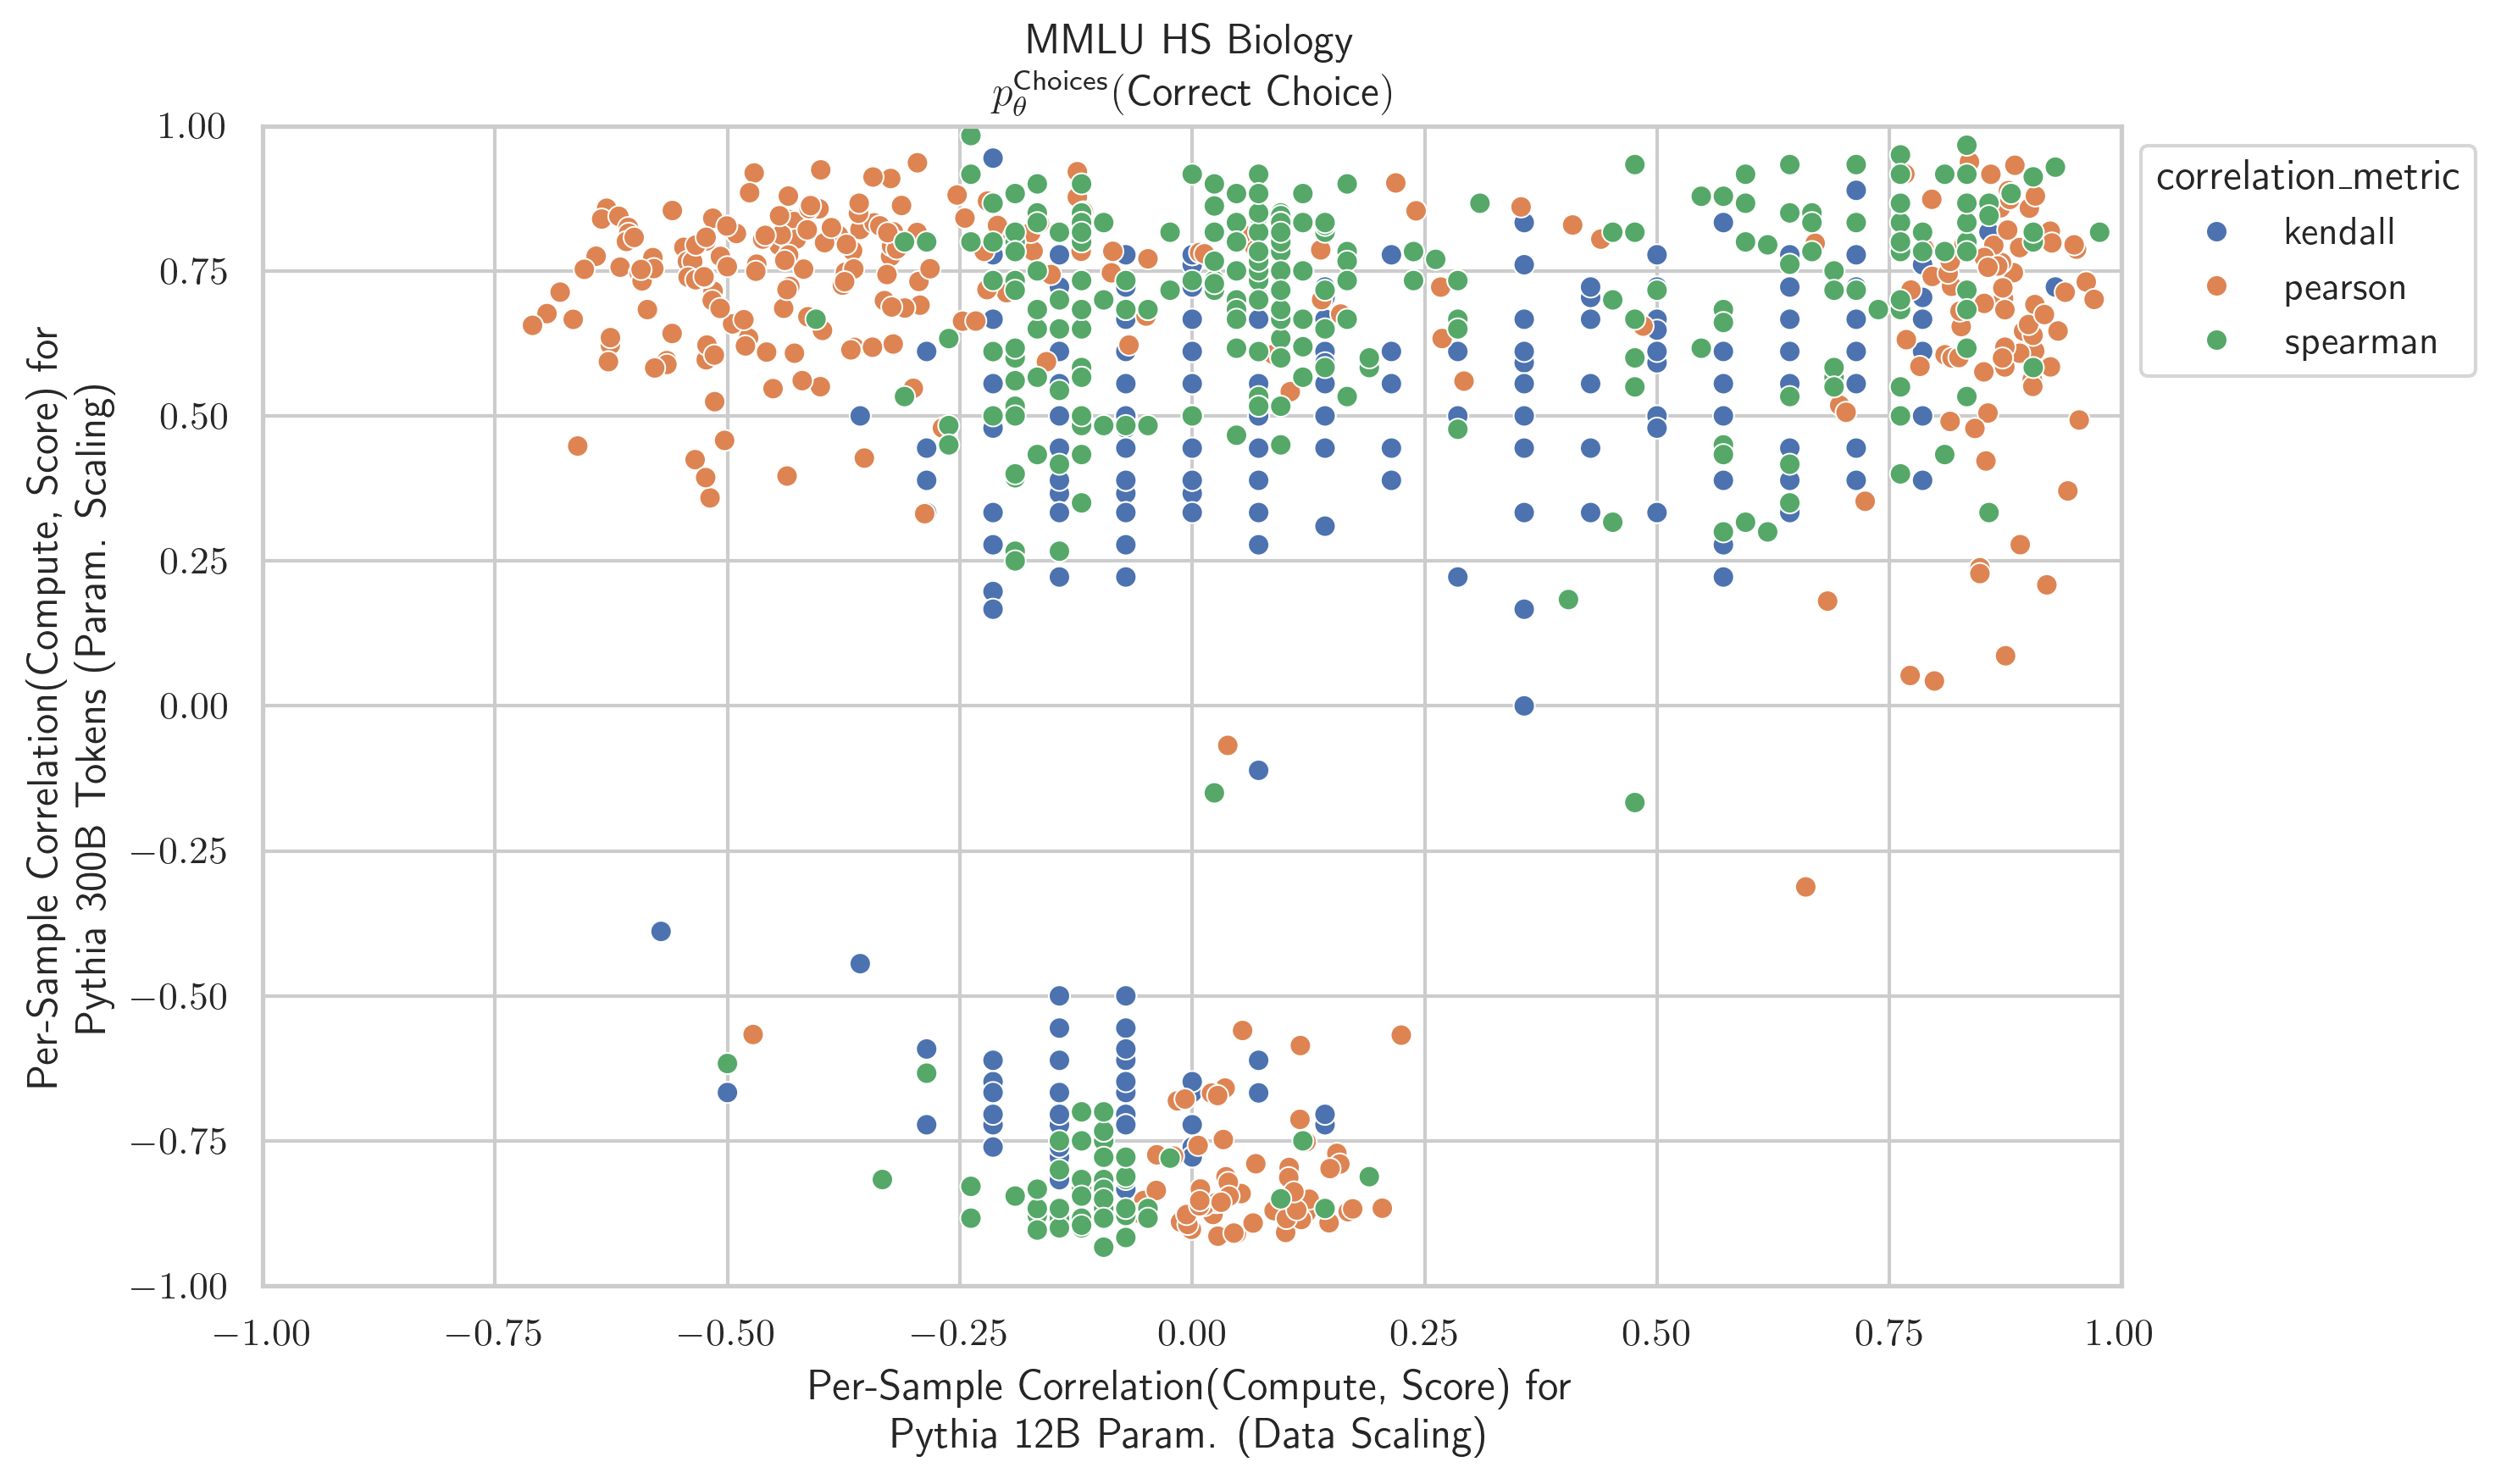 MMLU HS Biology
p_θ^Choices(Correct Choice)
1.00
0.75
0.50
0.25
0.00
−0.25
−0.50
−0.75
−1.00
Per-Sample Correlation(Compute, Score) for
Pythia 300B Tokens (Param. Scaling)
−1.00 −0.75 −0.50 −0.25 0.00 0.25 0.50 0.75 1.00
Per-Sample Correlation(Compute, Score) for
Pythia 12B Param. (Data Scaling)
correlation_metric
kendall
pearson
spearman